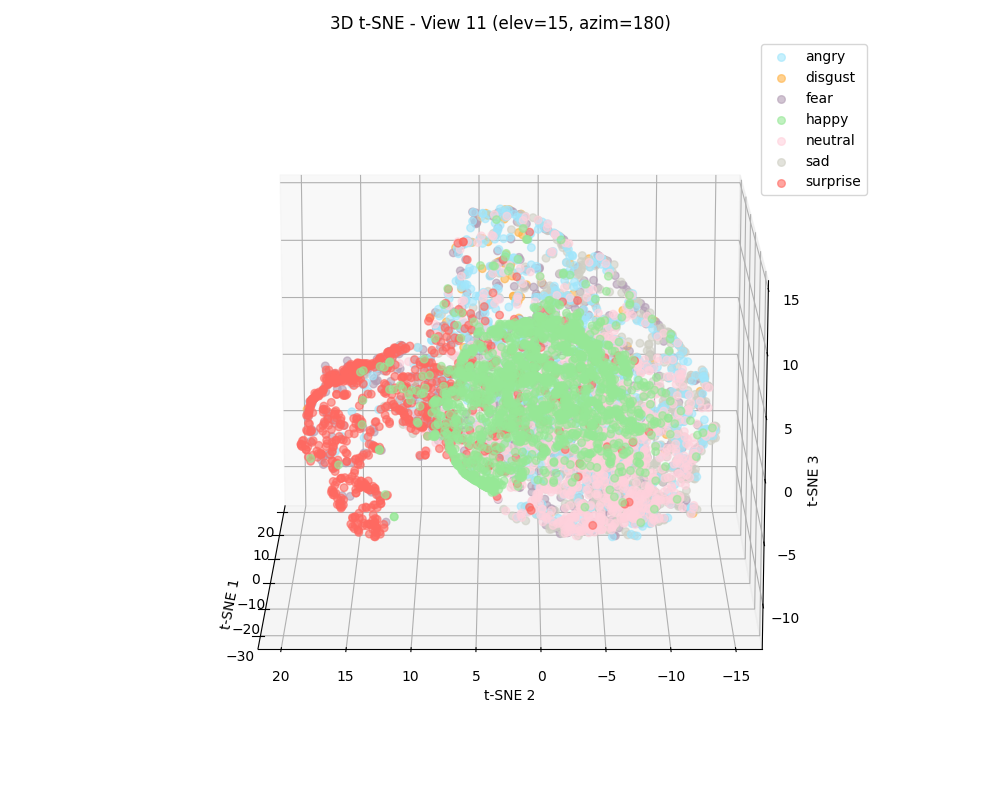 3D t-SNE - View 11 (elev=15, azim=180)
angry
disgust
fear
happy
neutral
sad
surprise
15
10
5
0
−5
−10
t-SNE 3
20
10
0
−10
−20
−30
t-SNE 1
20
15
10
5
0
−5
−10
−15
t-SNE 2